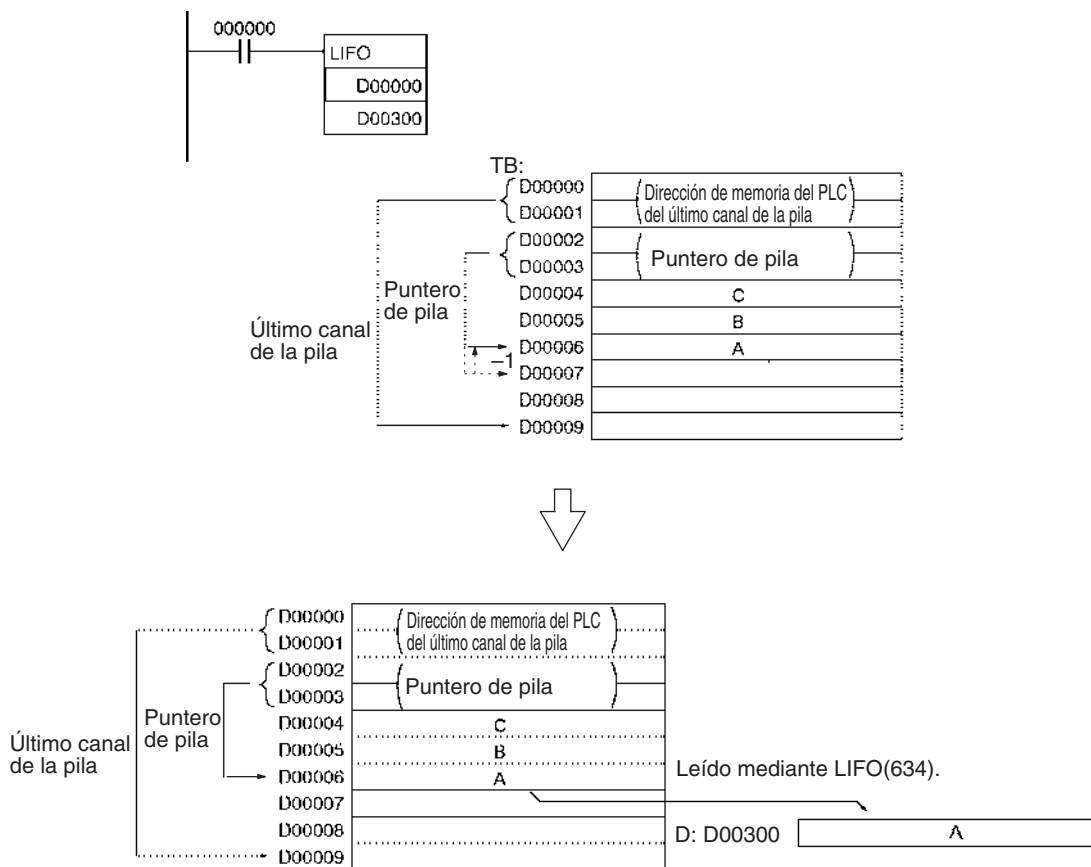 000000
LIFO
D00000
D00300
TB:
D00000 Dirección de memoria del PLC
D00001 del último canal de la pila
D00002
D00003 Puntero de pila
D00004 C
D00005 B
D00006 A
D00007
D00008
D00009
Puntero
de pila
Último canal
de la pila
–1
D00000 Dirección de memoria del PLC
D00001 del último canal de la pila
D00002
D00003 Puntero de pila
D00004 C
D00005 B
D00006 A
D00007
D00008
D00009
Puntero
de pila
Último canal
de la pila
Leído mediante LIFO(634).
D: D00300 A